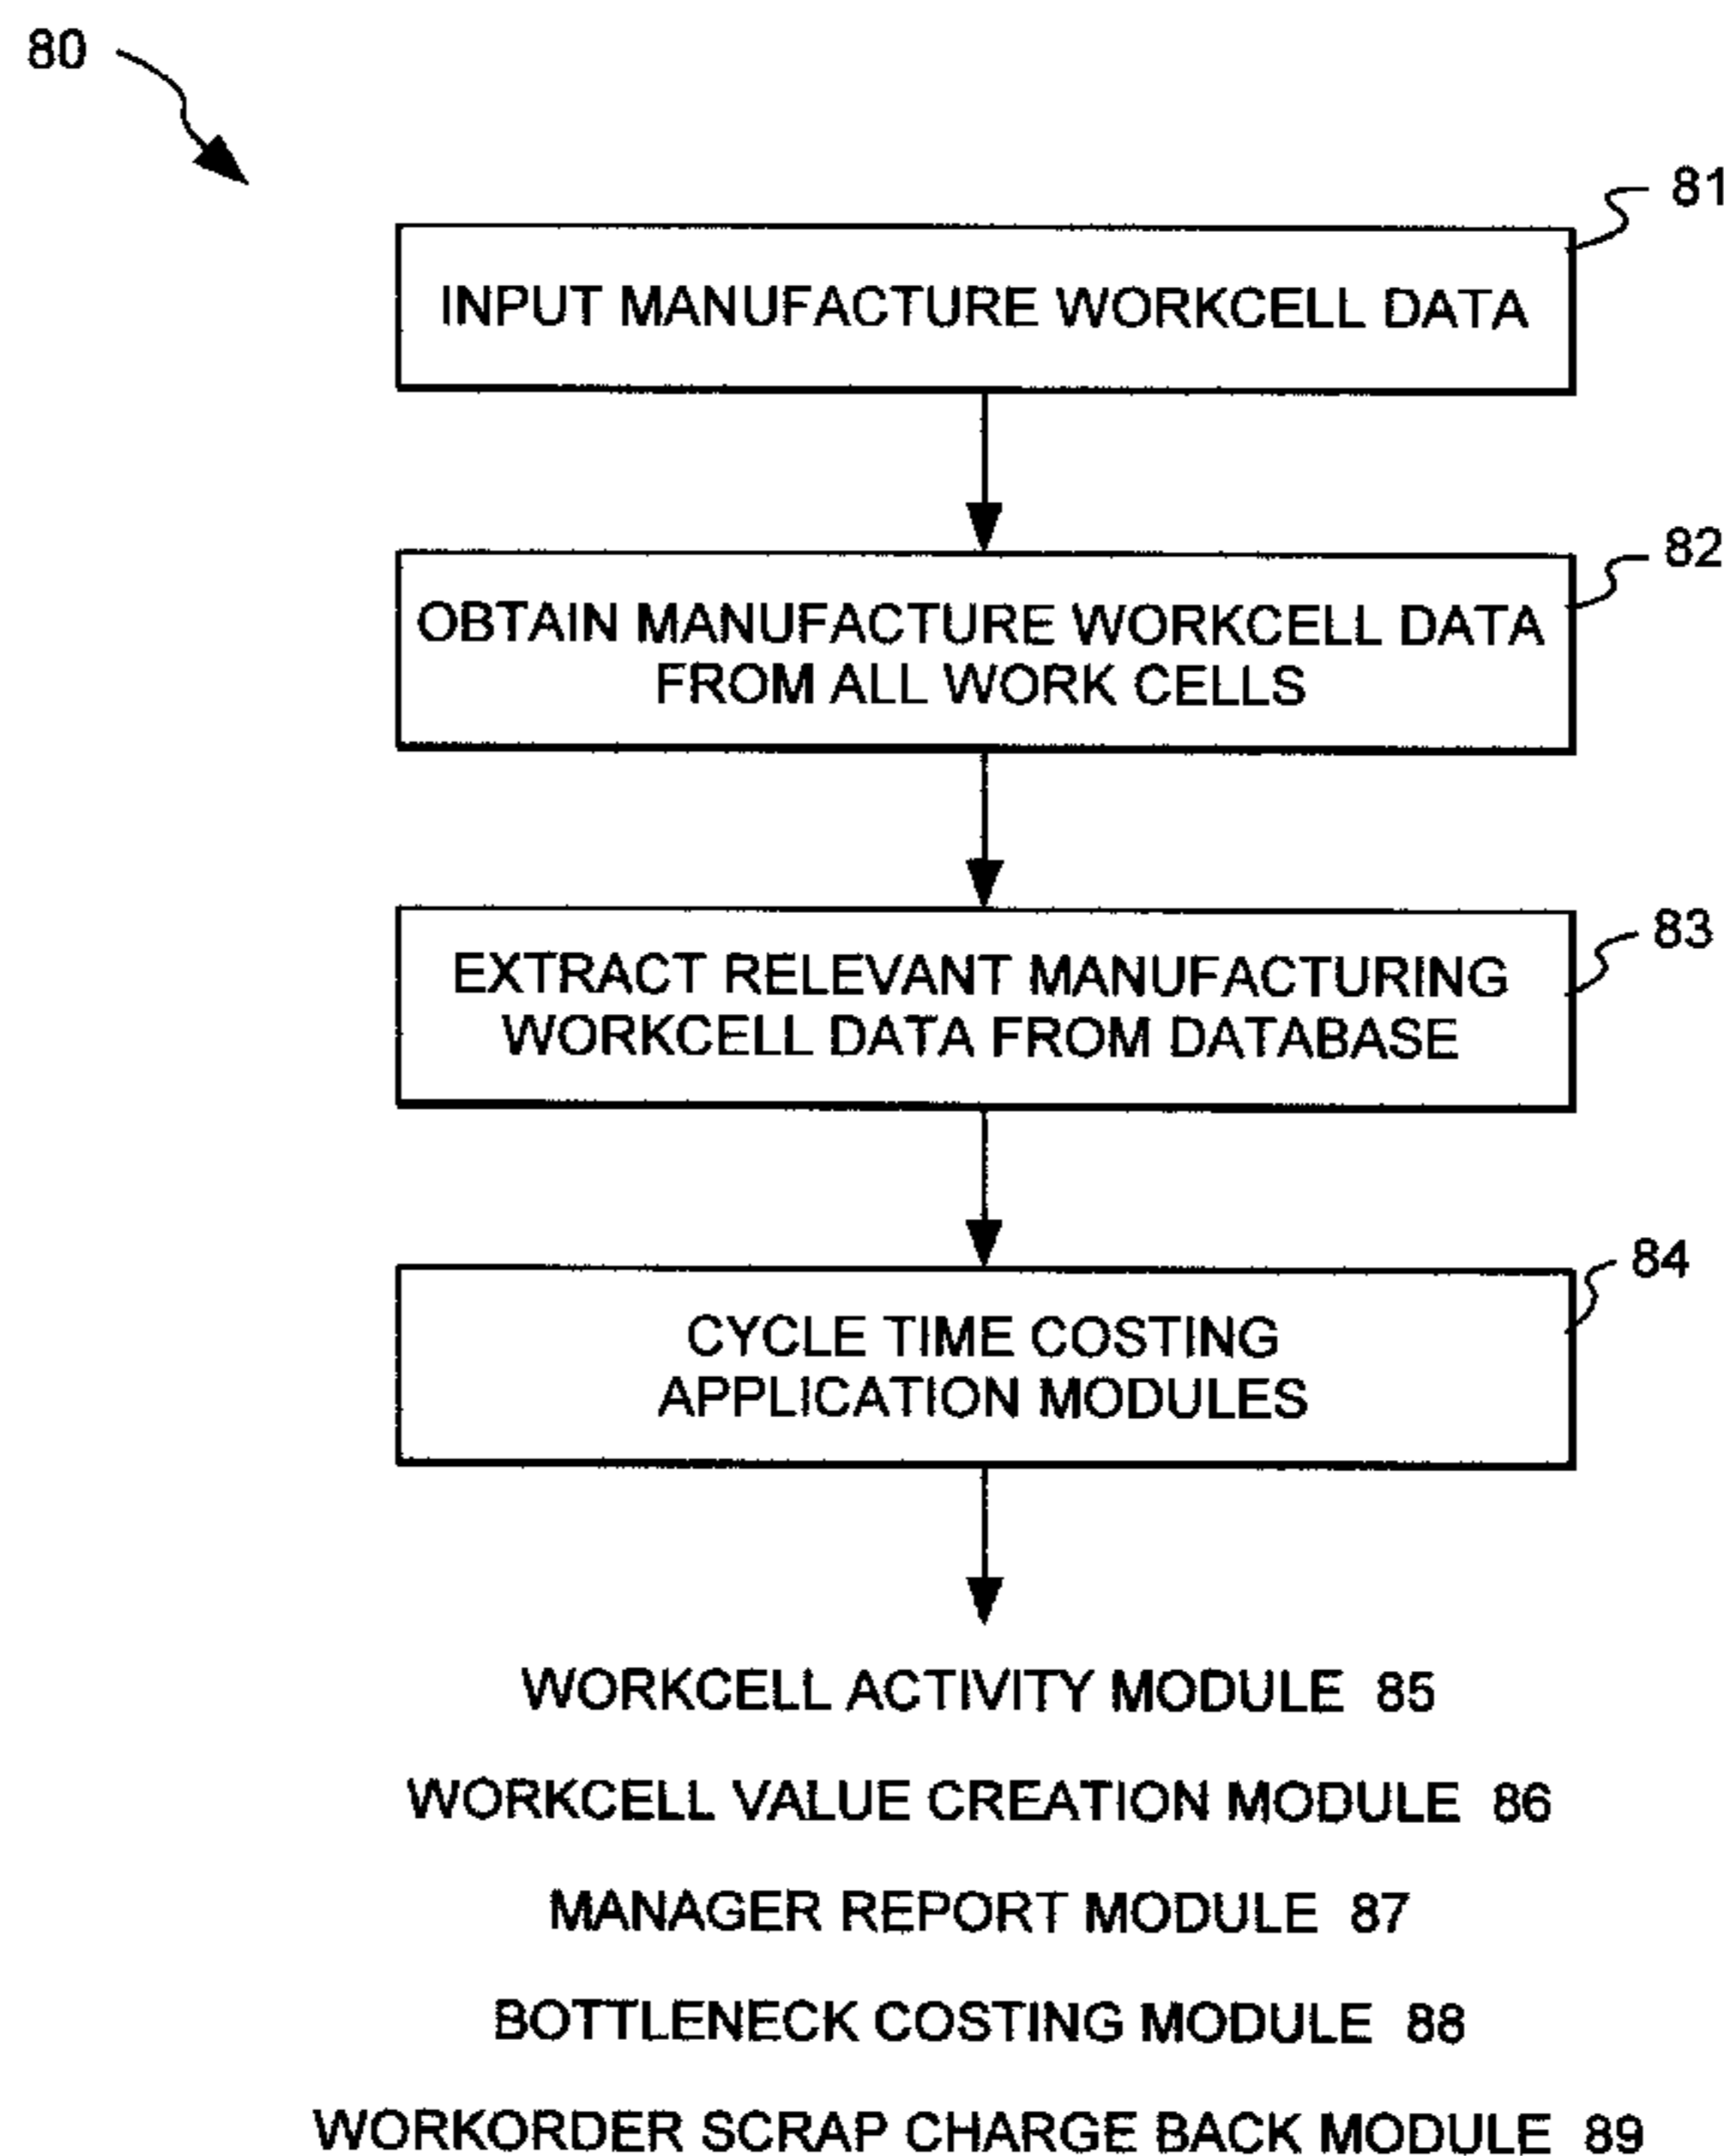 80
81
INPUT MANUFACTURE WORKCELL DATA
82
OBTAIN MANUFACTURE WORKCELL DATA
FROM ALL WORK CELLS
83
EXTRACT RELEVANT MANUFACTURING
WORKCELL DATA FROM DATABASE
84
CYCLE TIME COSTING
APPLICATION MODULES
WORKCELL ACTIVITY MODULE 85
WORKCELL VALUE CREATION MODULE 86
MANAGER REPORT MODULE 87
BOTTLENECK COSTING MODULE 88
WORKORDER SCRAP CHARGE BACK MODULE 89